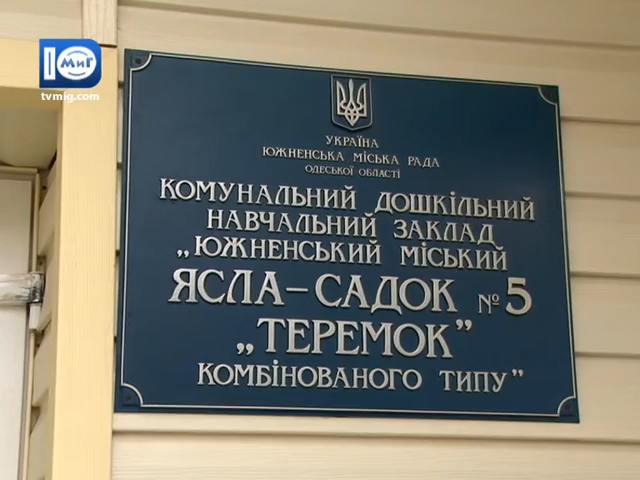 Ю МиГ
tvmig.com
УКРАЇНА
ЮЖНЕНСЬКА МІСЬКА РАДА
ОДЕСЬКОЇ ОБЛАСТІ
КОМУНАЛЬНИЙ ДОШКІЛЬНИЙ
НАВЧАЛЬНИЙ ЗАКЛАД
„ЮЖНЕНСЬКИЙ МІСЬКИЙ
ЯСЛА–САДОК №5
„ТЕРЕМОК”
КОМБІНОВАНОГО ТИПУ”